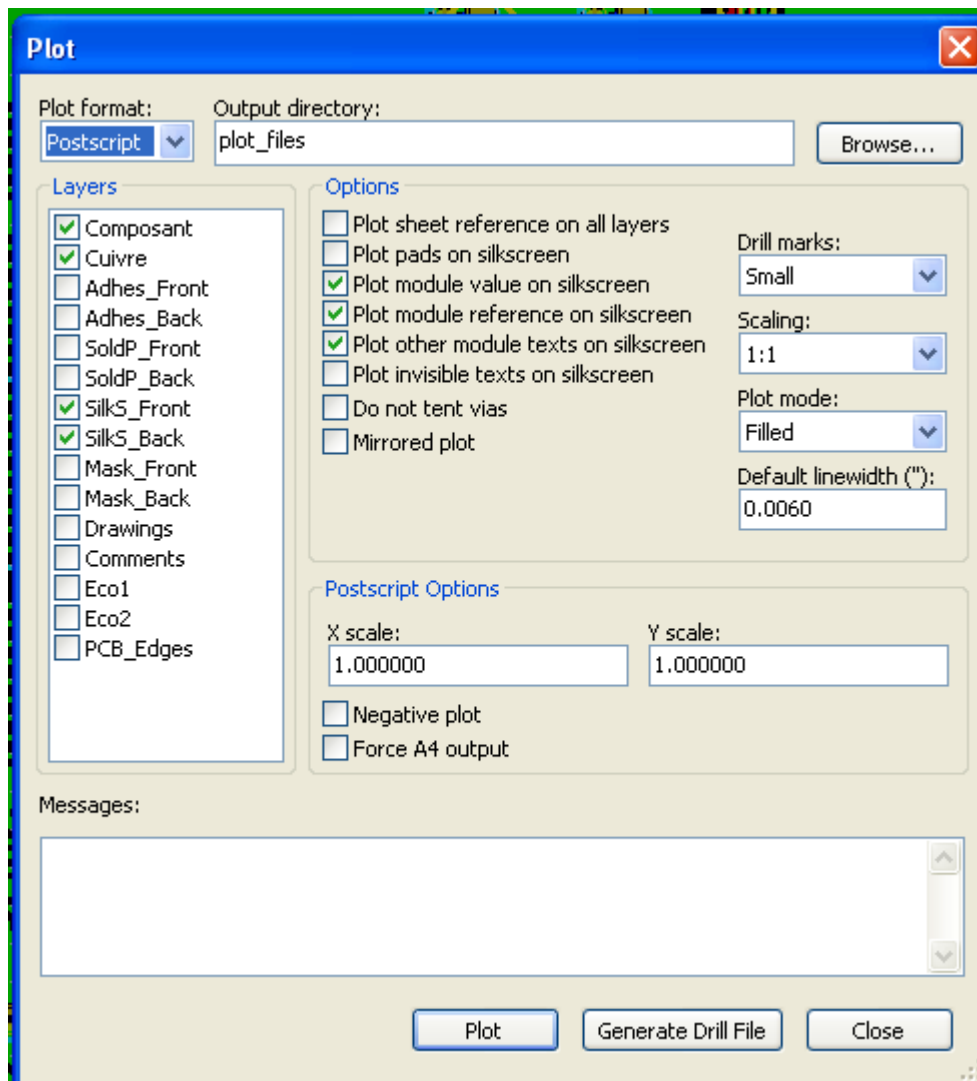 Plot
Plot format:
Output directory:
Postscript
plot_files
Browse...
Layers
Composant
Cuivre
Adhes_Front
Adhes_Back
SoldP_Front
SoldP_Back
SilkS_Front
SilkS_Back
Mask_Front
Mask_Back
Drawings
Comments
Eco1
Eco2
PCB_Edges
Options
Plot sheet reference on all layers
Plot pads on silkscreen
Plot module value on silkscreen
Plot module reference on silkscreen
Plot other module texts on silkscreen
Plot invisible texts on silkscreen
Do not tent vias
Mirrored plot
Drill marks:
Small
Scaling:
1:1
Plot mode:
Filled
Default linewidth ("):
0.0060
Postscript Options
X scale:
1.000000
Y scale:
1.000000
Negative plot
Force A4 output
Messages:
Plot
Generate Drill File
Close